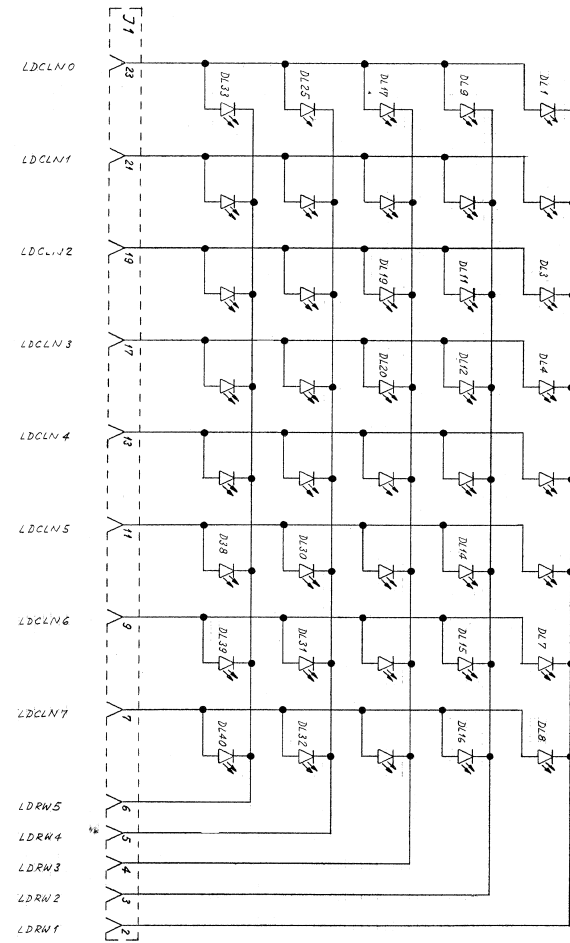 J1
LDCLN0
23
DL33
DL25
DL17
DL9
DL1
LDCLN1
21
LDCLN2
19
DL19
DL11
DL3
LDCLN3
17
DL20
DL12
DL4
LDCLN4
13
LDCLN5
11
D38
DL30
DL14
LDCLN6
9
DL39
DL31
DL15
DL7
LDCLN7
7
DL40
DL32
DL16
DL8
LDRW5
6
LDRW4
5
LDRW3
4
LDRW2
3
LDRW1
2